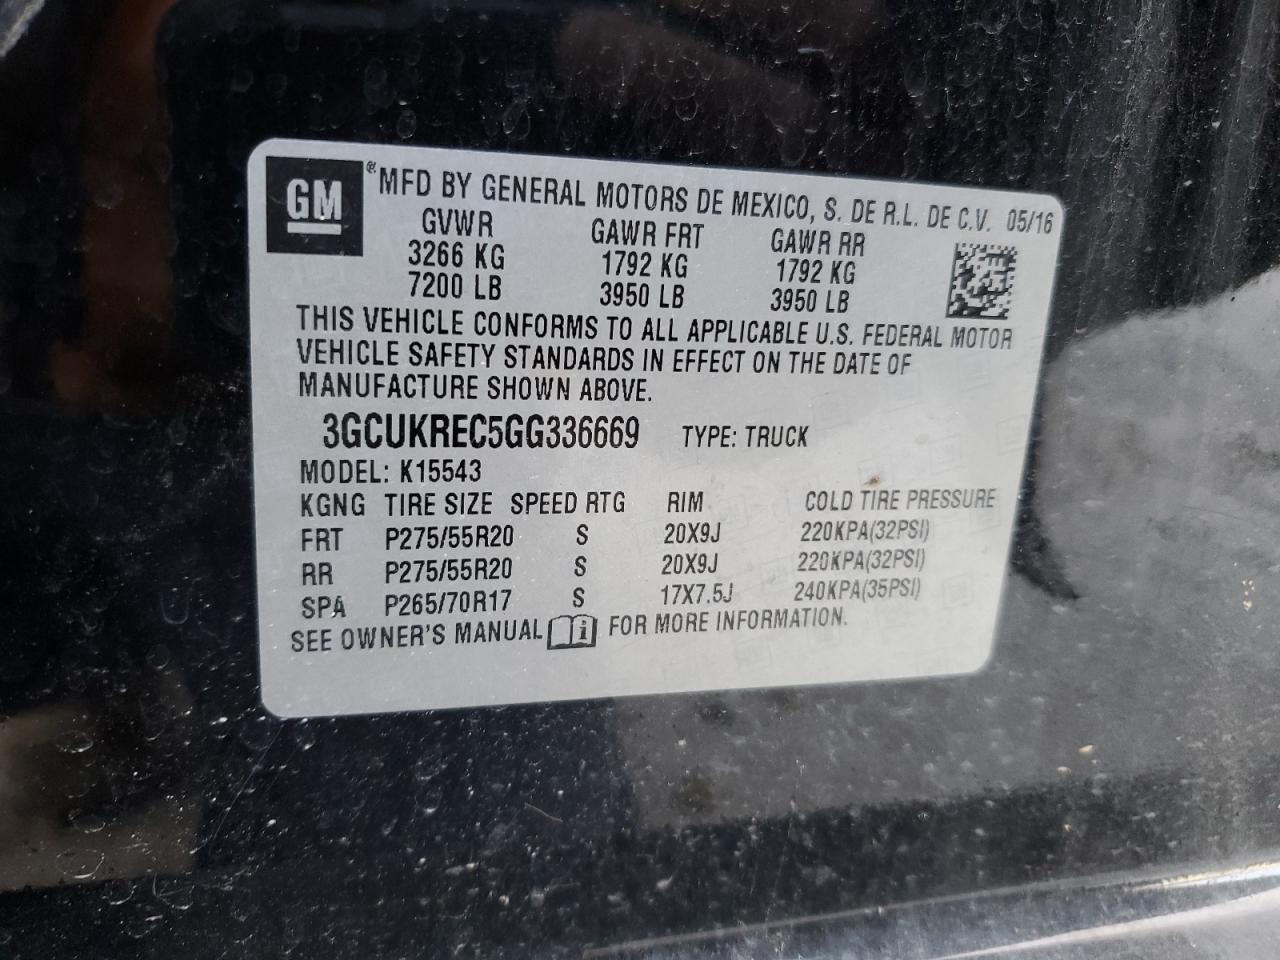 GM ® MFD BY GENERAL MOTORS DE MEXICO, S. DE R.L. DE C.V. 05/16
GVWR GAWR FRT GAWR RR
3266 KG 1792 KG 1792 KG
7200 LB 3950 LB 3950 LB
THIS VEHICLE CONFORMS TO ALL APPLICABLE U.S. FEDERAL MOTOR
VEHICLE SAFETY STANDARDS IN EFFECT ON THE DATE OF
MANUFACTURE SHOWN ABOVE.
3GCUKREC5GG336669 TYPE: TRUCK
MODEL: K15543
KGNG TIRE SIZE SPEED RTG RIM COLD TIRE PRESSURE
FRT P275/55R20 S 20X9J 220KPA(32PSI)
RR P275/55R20 S 20X9J 220KPA(32PSI)
SPA P265/70R17 S 17X7.5J 240KPA(35PSI)
SEE OWNER'S MANUAL i FOR MORE INFORMATION.